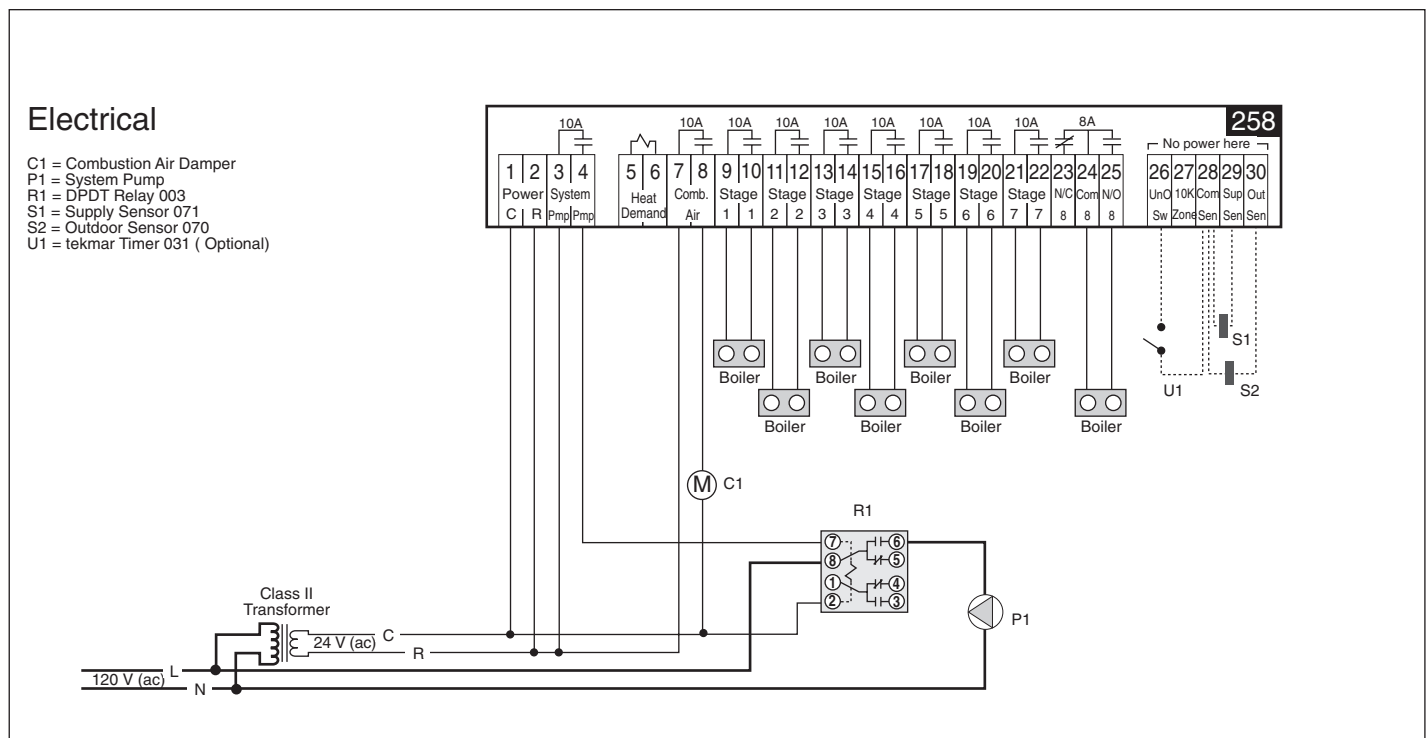 Electrical
C1 = Combustion Air Damper
P1 = System Pump
R1 = DPDT Relay 003
S1 = Supply Sensor 071
S2 = Outdoor Sensor 070
U1 = tekmar Timer 031 ( Optional)
258
10A 10A 10A 10A 10A 10A 10A 10A 10A 8A
No power here
1 2 3 4 5 6 7 8 9 10 11 12 13 14 15 16 17 18 19 20 21 22 23 24 25 26 27 28 29 30
Power System Heat Comb. Stage Stage Stage Stage Stage Stage Stage N/C Com N/O UnO 10K Com Sup Out
C R Pmp Pmp Demand Air 1 1 2 2 3 3 4 4 5 5 6 6 7 7 8 8 8 Sw Zone Sen Sen Sen
S1
Boiler Boiler Boiler Boiler
U1 S2
Boiler Boiler Boiler Boiler
M C1
R1
7 6
8 5
1 4
2 3
Class II
Transformer
P1
C
24 V (ac)
R
L
120 V (ac)
N